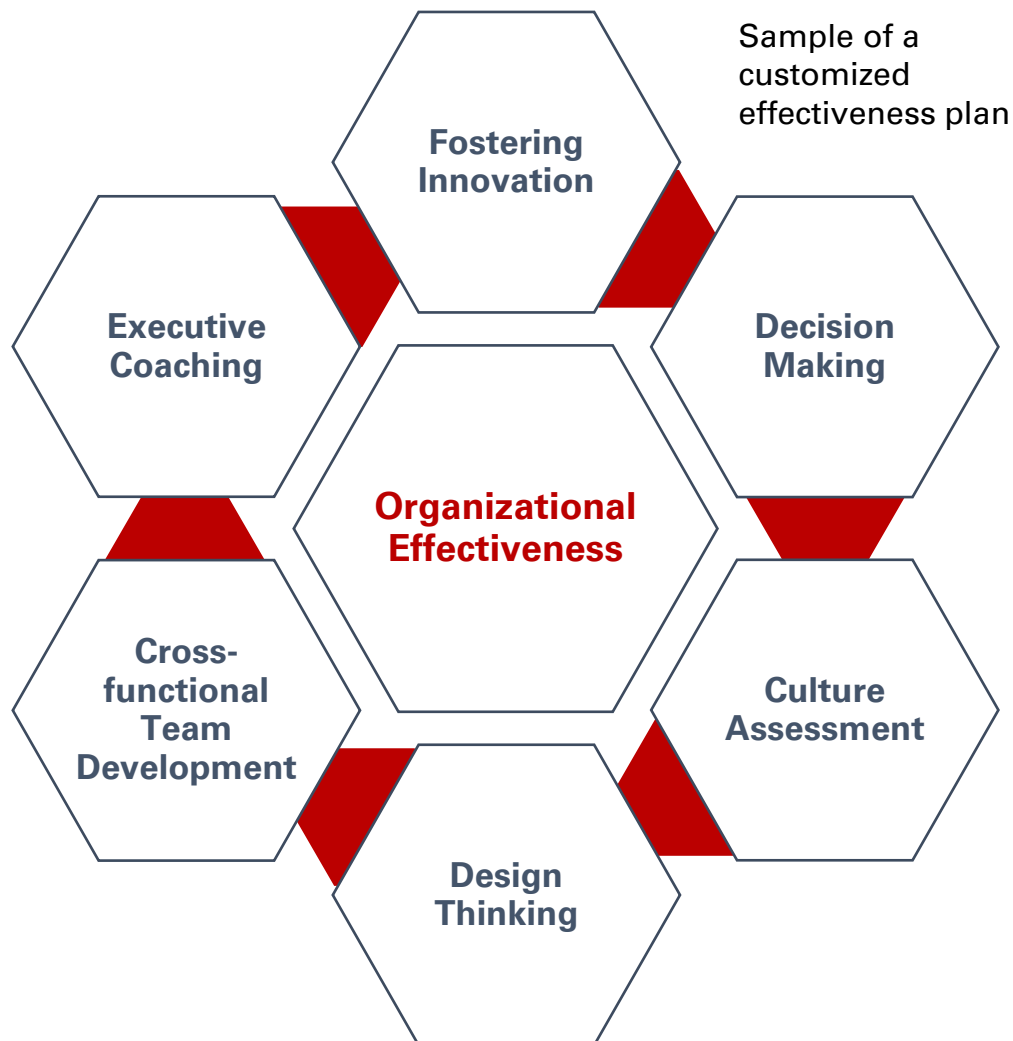 Sample of a
customized
effectiveness plan
Fostering
Innovation
Executive
Coaching
Decision
Making
Organizational
Effectiveness
Cross-
functional
Team
Development
Culture
Assessment
Design
Thinking